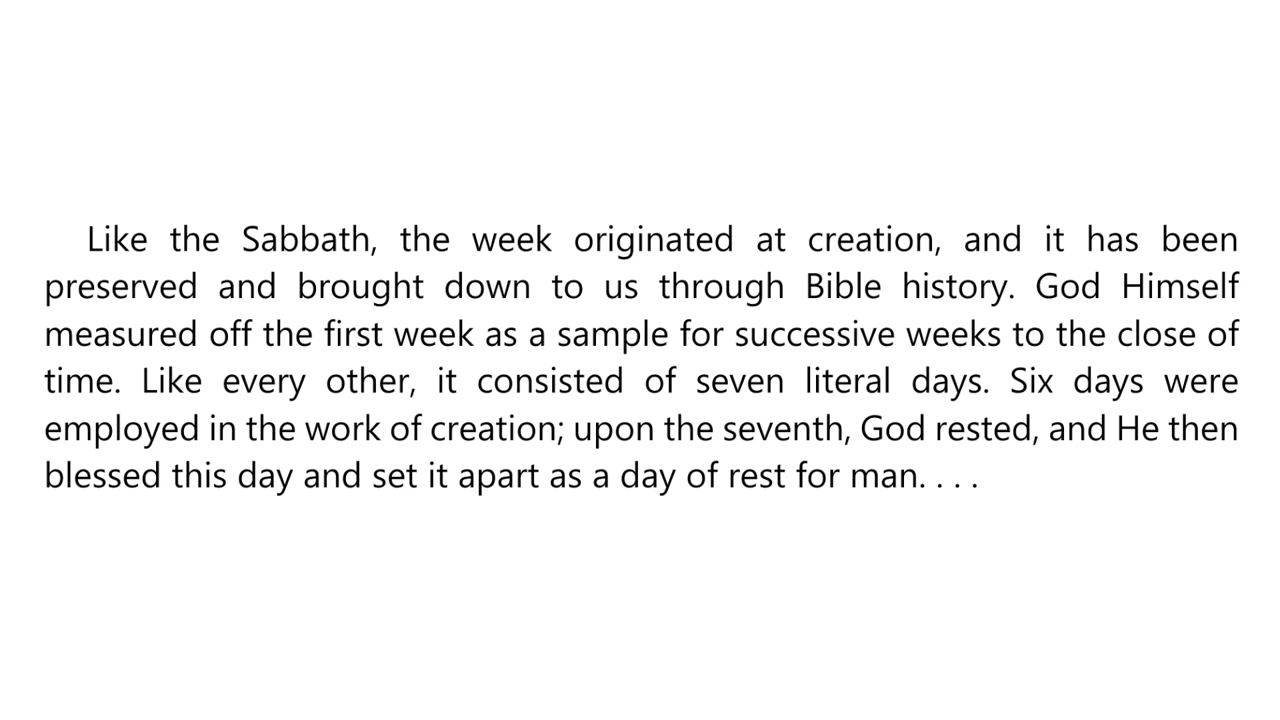 Like the Sabbath, the week originated at creation, and it has been
preserved and brought down to us through Bible history. God Himself
measured off the first week as a sample for successive weeks to the close of
time. Like every other, it consisted of seven literal days. Six days were
employed in the work of creation; upon the seventh, God rested, and He then
blessed this day and set it apart as a day of rest for man. . . .